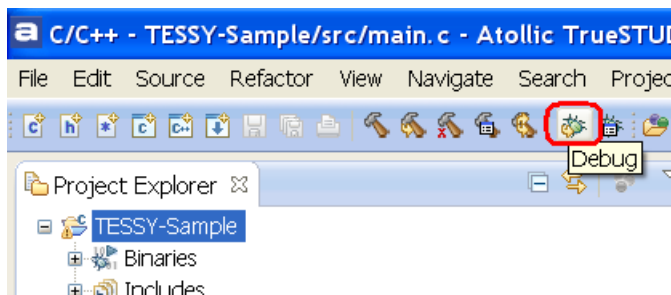 a C/C++ - TESSY-Sample/src/main.c - Atollic TrueSTUD
File Edit Source Refactor View Navigate Search Projec
c h * c c++
Debug
Project Explorer
TESSY-Sample
Binaries
Includes